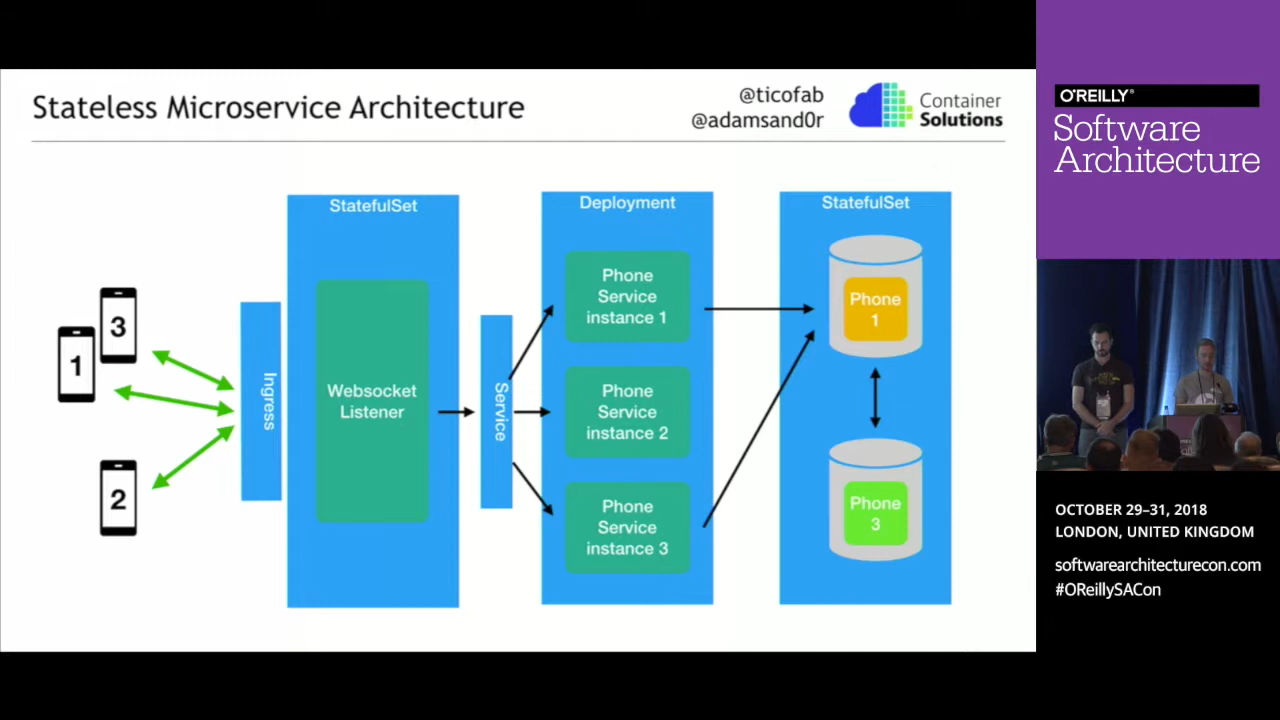 Stateless Microservice Architecture
@ticofab
@adamsand0r
Container
Solutions
StatefulSet
Deployment
StatefulSet
3
1
2
Ingress
Websocket
Listener
Service
Phone
Service
instance 1
Phone
Service
instance 2
Phone
Service
instance 3
Phone
1
Phone
3
O'REILLY®
Software
Architecture
OCTOBER 29–31, 2018
LONDON, UNITED KINGDOM
softwarearchitecturecon.com
#OReillySACon